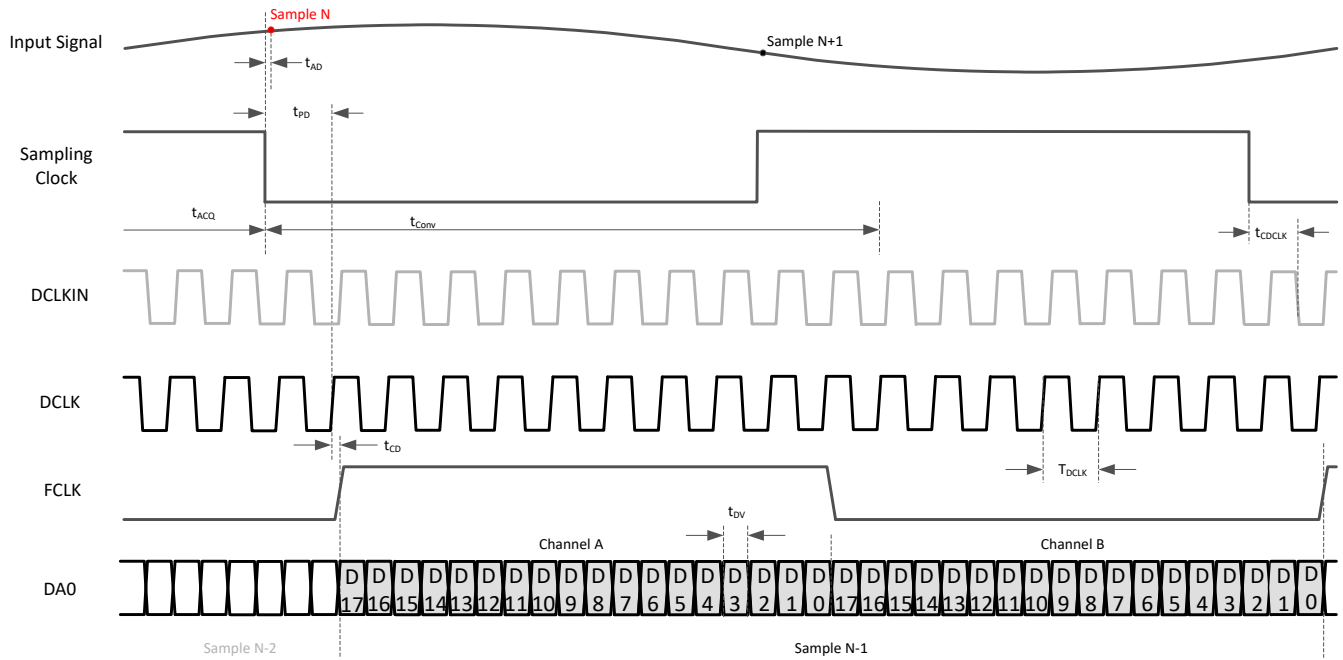 Sample N
Input Signal
Sample N+1
tAD
tPD
Sampling
Clock
tACQ
tConv
tCDCLK
DCLKIN
DCLK
tCD
FCLK
TDCLK
tDV
Channel A
Channel B
DA0
D D D D D D D D D D D D D D D D D D D D D D D D D D D D D D D D D D D D
17 16 15 14 13 12 11 10 9 8 7 6 5 4 3 2 1 0 17 16 15 14 13 12 11 10 9 8 7 6 5 4 3 2 1 0
Sample N-2
Sample N-1